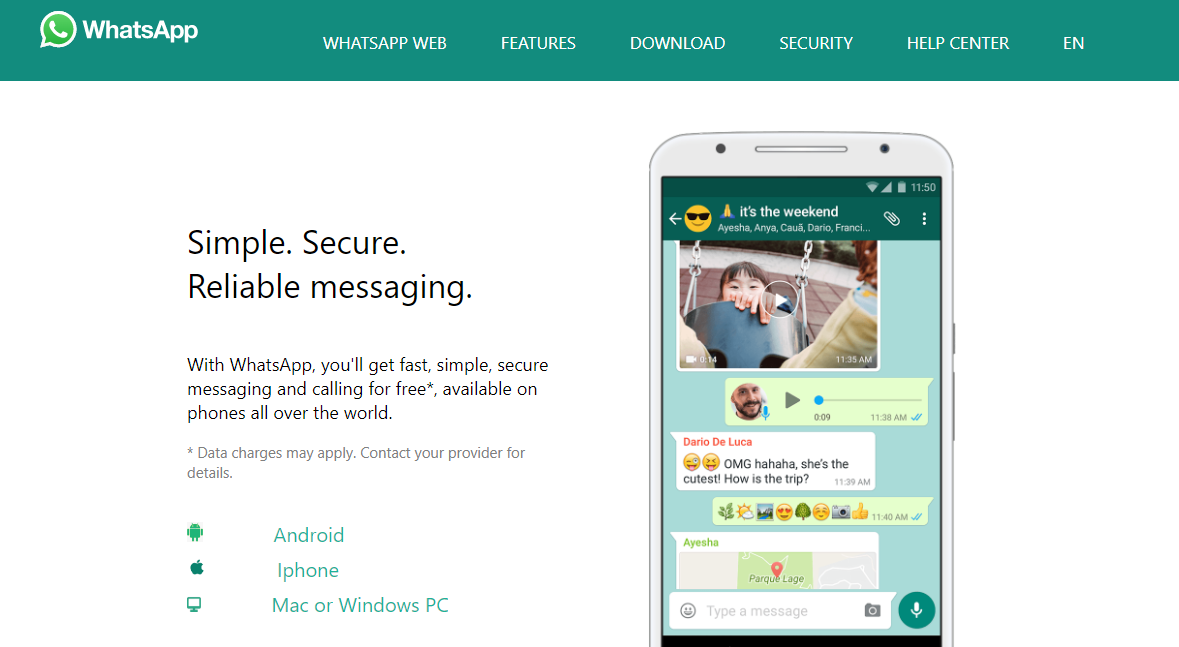 WhatsApp
WHATSAPP WEB
FEATURES
DOWNLOAD
SECURITY
HELP CENTER
EN
Simple. Secure.
Reliable messaging.
With WhatsApp, you'll get fast, simple, secure
messaging and calling for free*, available on
phones all over the world.
* Data charges may apply. Contact your provider for
details.
Android
Iphone
Mac or Windows PC
11:50
it's the weekend
Ayesha, Anya, Cauã, Dario, Franci...
0:14
11:35 AM
0:09
11:38 AM
Dario De Luca
OMG hahaha, she's the
cutest! How is the trip?
11:39 AM
11:40 AM
Ayesha
Parque Lage
Type a message